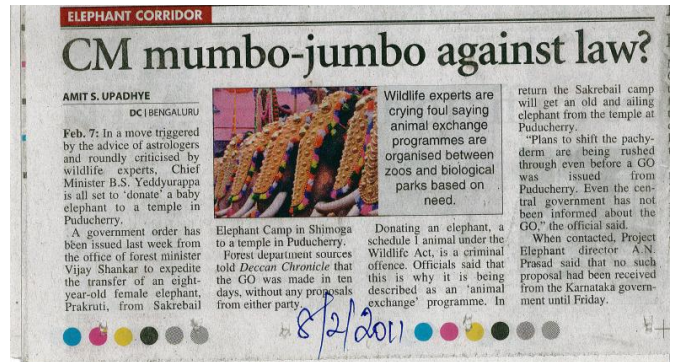 ELEPHANT CORRIDOR
CM mumbo-jumbo against law?
AMIT S. UPADHYE
DC | BENGALURU
Feb. 7: In a move triggered
by the advice of astrologers
and roundly criticised by
wildlife experts, Chief
Minister B.S. Yeddyurappa
is all set to ‘donate’ a baby
elephant to a temple in
Puducherry.
A government order has
been issued last week from
the office of forest minister
Vijay Shankar to expedite
the transfer of an eight-
year-old female elephant,
Prakruti, from Sakrebail
Wildlife experts are
crying foul saying
animal exchange
programmes are
organised between
zoos and biological
parks based on
need.
Elephant Camp in Shimoga
to a temple in Puducherry.
Forest department sources
told Deccan Chronicle that
the GO was made in ten
days, without any proposals
from either party.
Donating an elephant, a
schedule I animal under the
Wildlife Act, is a criminal
offence. Officials said that
this is why it is being
described as an ‘animal
exchange’ programme. In
return the Sakrebail camp
will get an old and ailing
elephant from the temple at
Puducherry.
“Plans to shift the pachy-
derm are being rushed
through even before a GO
was issued from
Puducherry. Even the cen-
tral government has not
been informed about the
GO,” the official said.
When contacted, Project
Elephant director A.N.
Prasad said that no such
proposal had been received
from the Karnataka govern-
ment until Friday.
8/2/2011